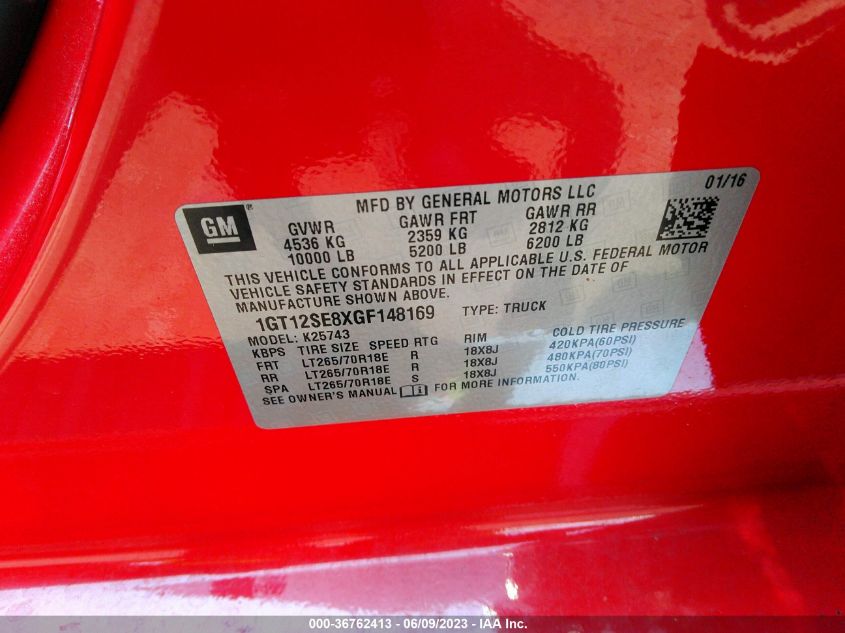 MFD BY GENERAL MOTORS LLC 01/16
GM®
GVWR GAWR FRT GAWR RR
4536 KG 2359 KG 2812 KG
10000 LB 5200 LB 6200 LB
THIS VEHICLE CONFORMS TO ALL APPLICABLE U.S. FEDERAL MOTOR
VEHICLE SAFETY STANDARDS IN EFFECT ON THE DATE OF
MANUFACTURE SHOWN ABOVE.
1GT12SE8XGF148169 TYPE: TRUCK
MODEL: K25743
KBPS TIRE SIZE SPEED RTG RIM COLD TIRE PRESSURE
FRT LT265/70R18E R 18X8J 420KPA(60PSI)
RR LT265/70R18E R 18X8J 480KPA(70PSI)
SPA LT265/70R18E S 18X8J 550KPA(80PSI)
SEE OWNER'S MANUAL FOR MORE INFORMATION.
000-36762413 - 06/09/2023 - IAA Inc.